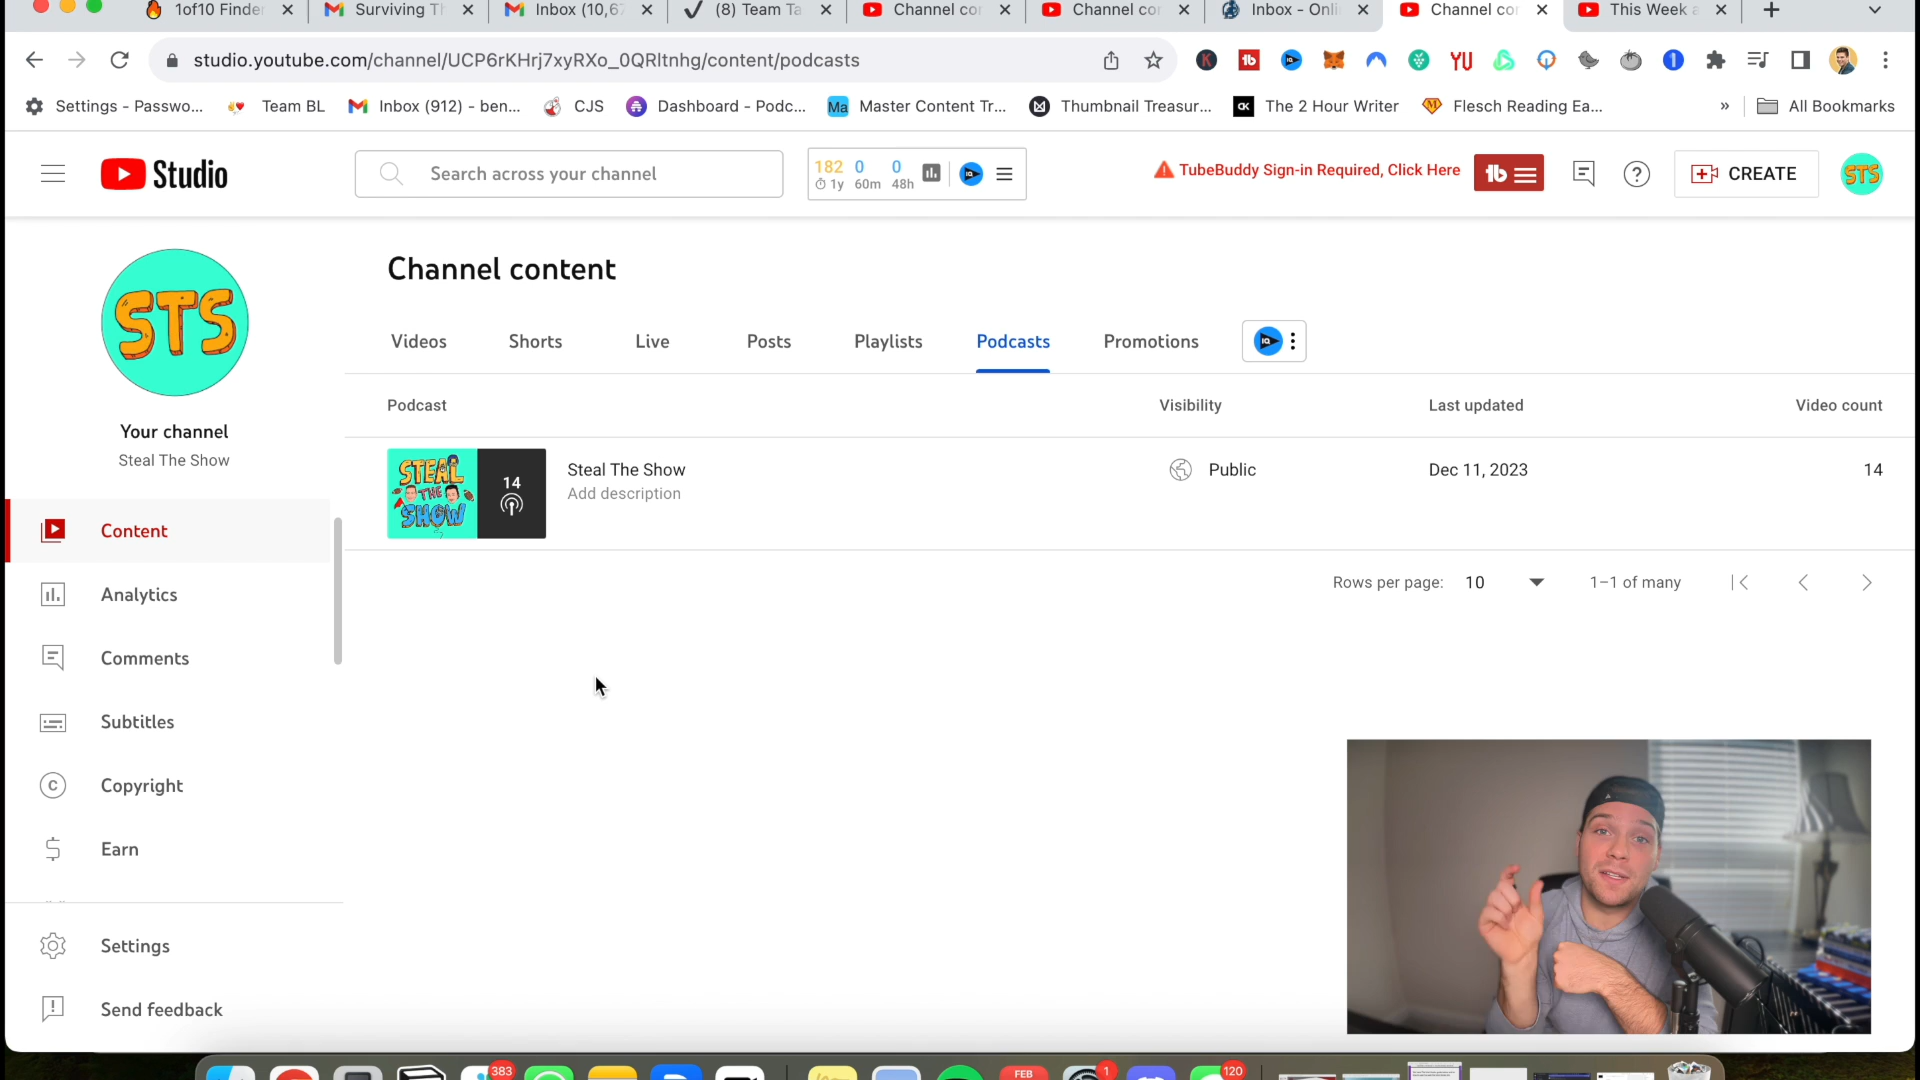 1of10 Finde
Surviving T
Inbox (10,6
(8) Team Ta
Channel co
Channel co
Inbox - Onli
Channel co
This Week a
studio.youtube.com/channel/UCP6rKHrj7xyRXo_0QRltnhg/content/podcasts
Settings - Passwo...
Team BL
Inbox (912) - ben...
CJS
Dashboard - Podc...
Master Content Tr...
Thumbnail Treasur...
The 2 Hour Writer
Flesch Reading Ea...
» All Bookmarks
Studio
Search across your channel
182 0 0
1y 60m 48h
TubeBuddy Sign-in Required, Click Here
CREATE
STS
STS
Your channel
Steal The Show
Content
Analytics
Comments
Subtitles
Copyright
Earn
Settings
Send feedback
Channel content
Videos Shorts Live Posts Playlists Podcasts Promotions
Podcast Visibility Last updated Video count
STEAL
THE
SHOW
14
Steal The Show
Add description
Public
Dec 11, 2023
14
Rows per page: 10
1–1 of many
383
FEB
1
120